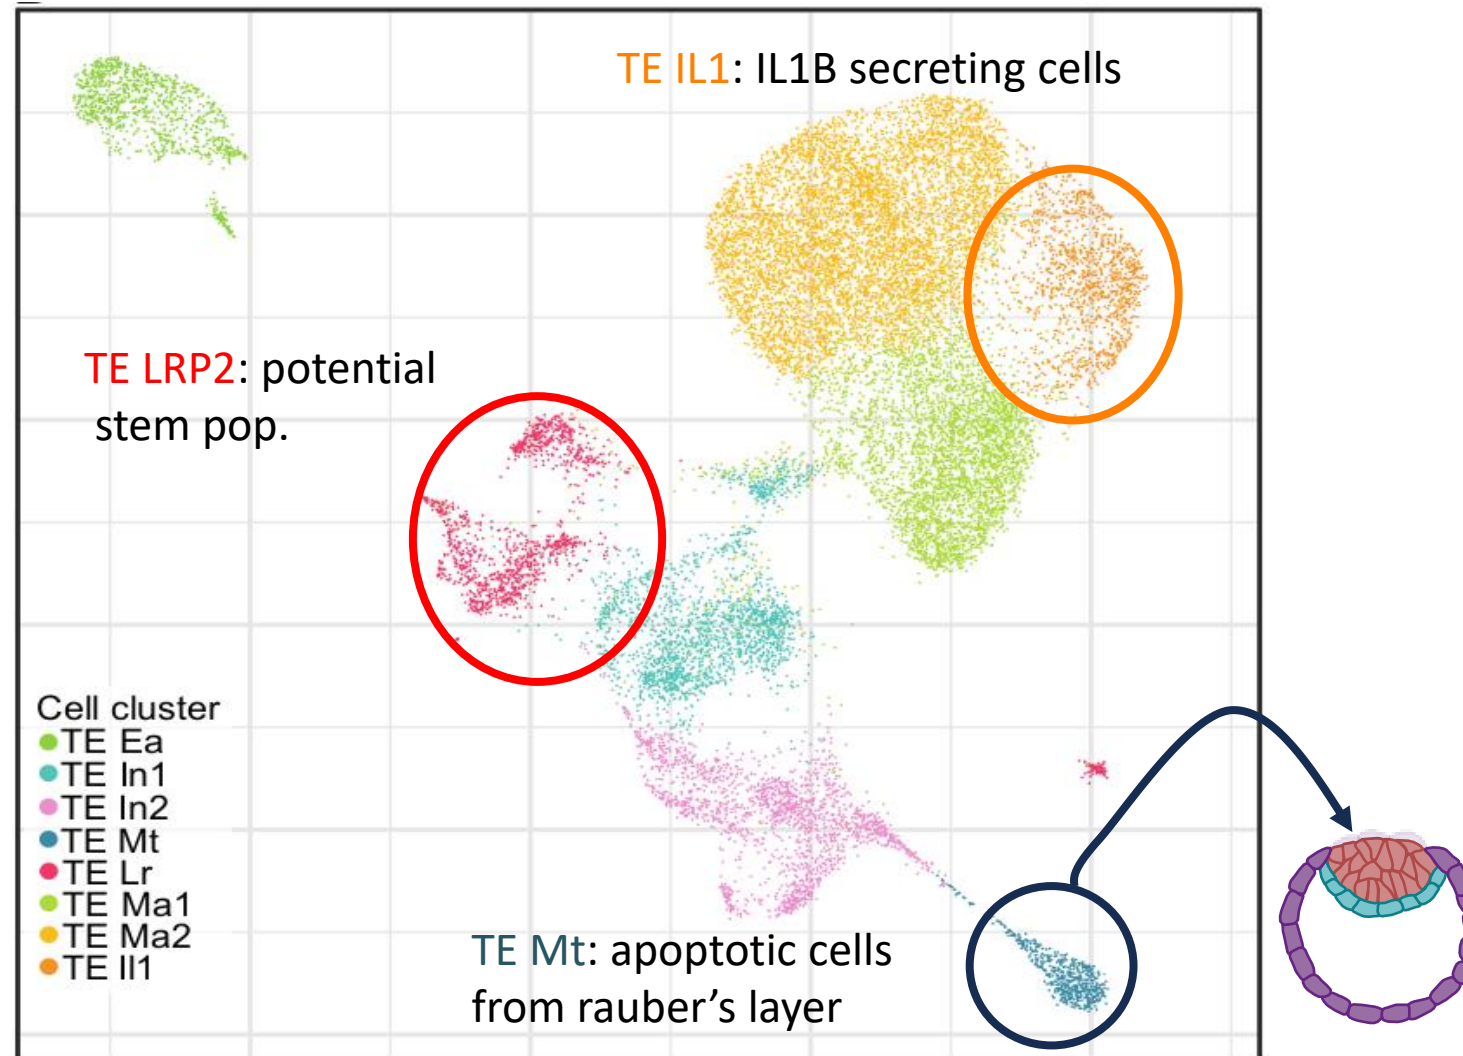 TE IL1: IL1B secreting cells
TE LRP2: potential
stem pop.
Cell cluster
TE Ea
TE In1
TE In2
TE Mt
TE Lr
TE Ma1
TE Ma2
TE Il1
TE Mt: apoptotic cells
from rauber’s layer